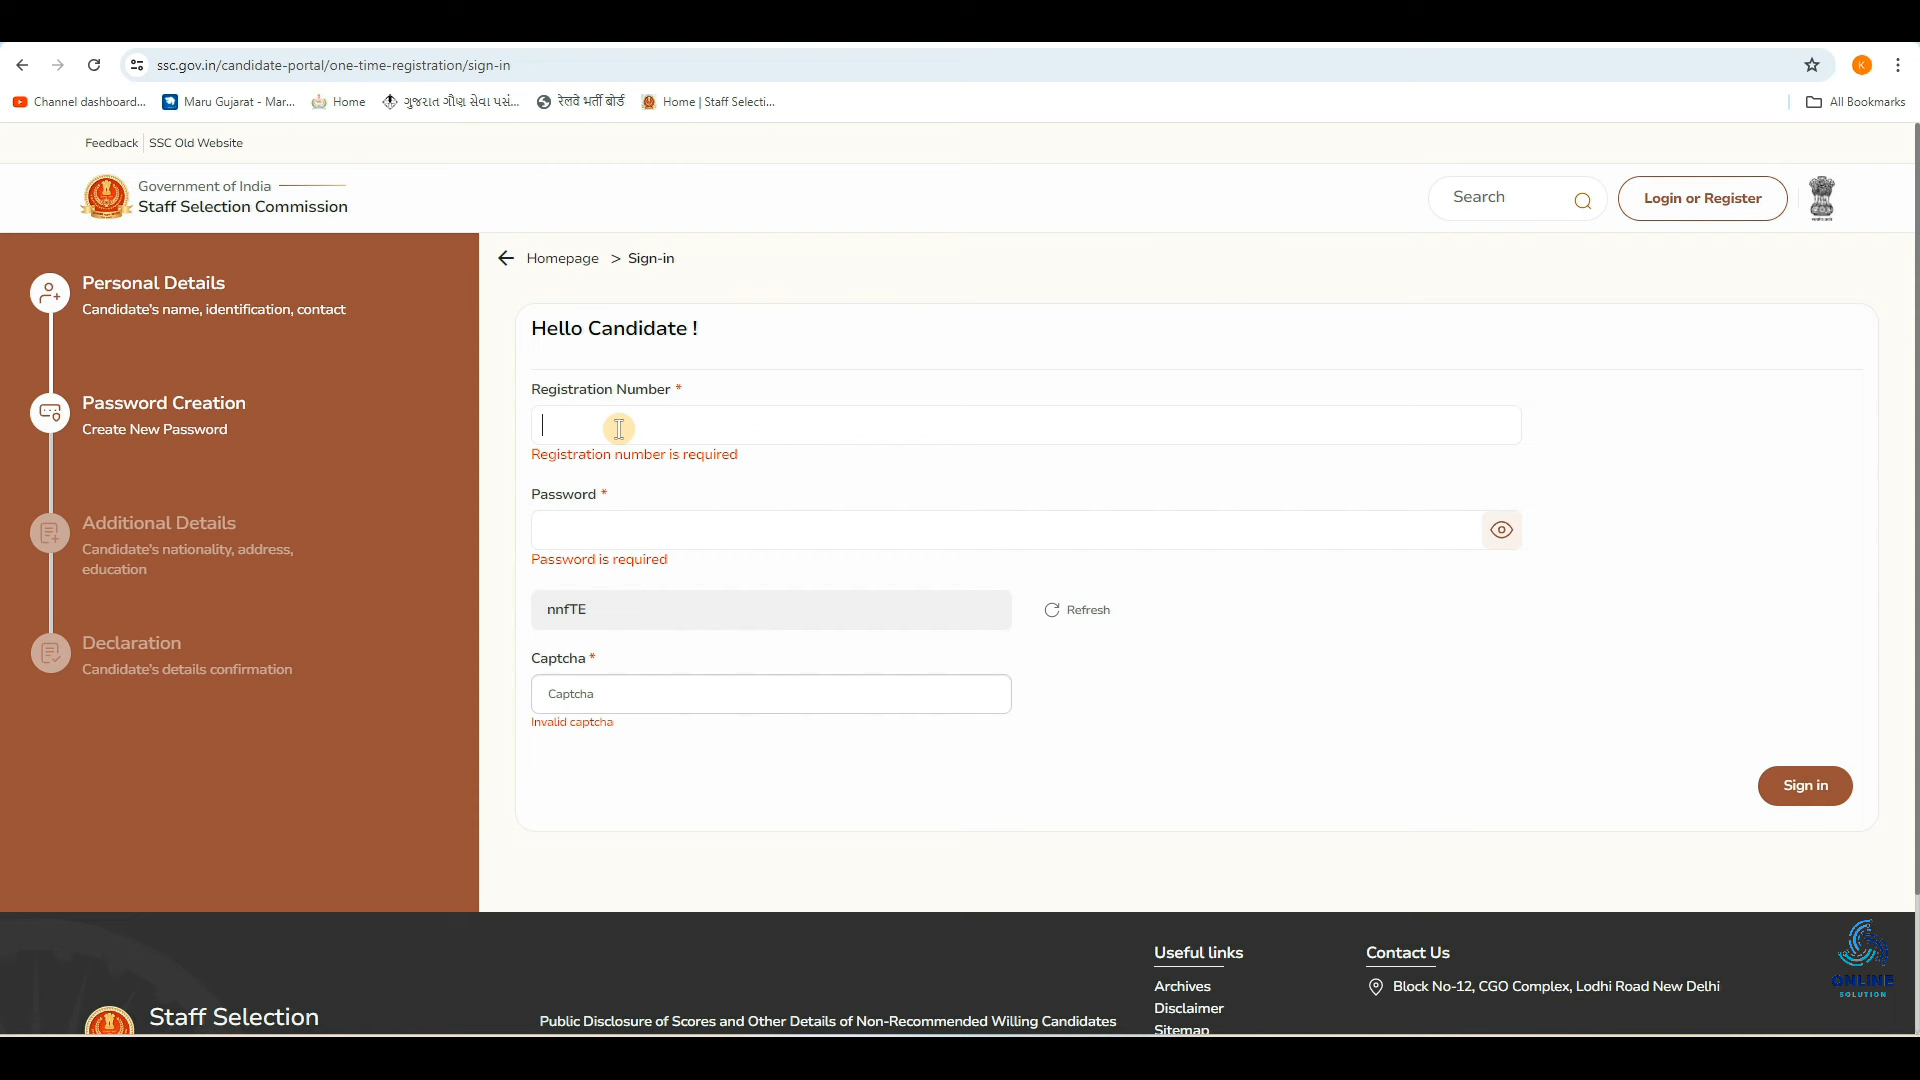 ssc.gov.in/candidate-portal/one-time-registration/sign-in
K
Channel dashboard...
Maru Gujarat - Mar...
Home
ગુજરાત ગૌણ સેવા પસં...
रेलवे भर्ती बोर्ड
Home | Staff Selecti...
All Bookmarks
Feedback
SSC Old Website
Government of India
Staff Selection Commission
Search
Login or Register
Personal Details
Candidate's name, identification, contact
Password Creation
Create New Password
Additional Details
Candidate's nationality, address,
education
Declaration
Candidate's details confirmation
Homepage > Sign-in
Hello Candidate !
Registration Number *
Registration number is required
Password *
Password is required
nnfTE
Refresh
Captcha *
Captcha
Invalid captcha
Sign in
Staff Selection
Public Disclosure of Scores and Other Details of Non-Recommended Willing Candidates
Useful links
Archives
Disclaimer
Sitemap
Contact Us
Block No-12, CGO Complex, Lodhi Road New Delhi
ONLINE
SOLUTION